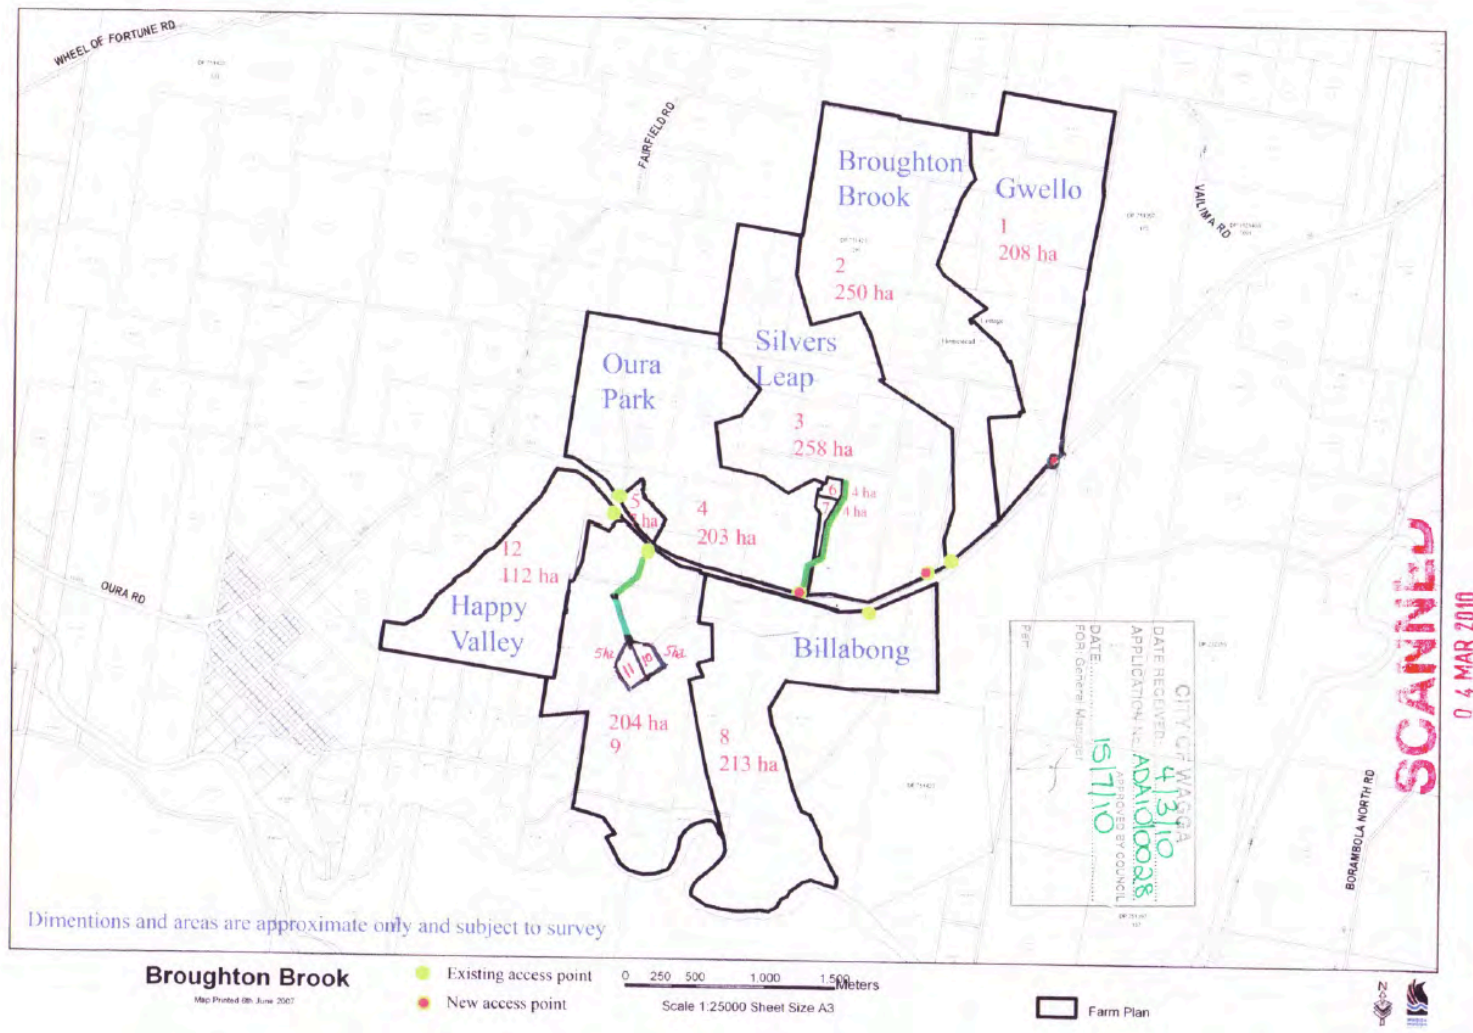 WHEEL OF FORTUNE RD
FAIRFIELD RD
VAILIMA RD
Broughton
Brook
Gwello
1
208 ha
2
250 ha
Silvers
Leap
Oura
Park
3
258 ha
6
4 ha
7
4 ha
5
4
203 ha
12
112 ha
OURA RD
Happy
Valley
Billabong
5ha
11
10
5ha
204 ha
9
8
213 ha
CITY OF WAGGA
DATE RECEIVED: 4/3/10
APPLICATION No: ADA10/0028
APPROVED BY COUNCIL
DATE: 15/7/10
FOR: General Manager
SCANNED
04 MAR 2010
BORAMBOLA NORTH RD
Dimentions and areas are approximate only and subject to survey
Broughton Brook
Map Printed 6th June 2007
Existing access point
New access point
0 250 500 1,000 1,500
Meters
Scale 1:25000 Sheet Size A3
Farm Plan
N